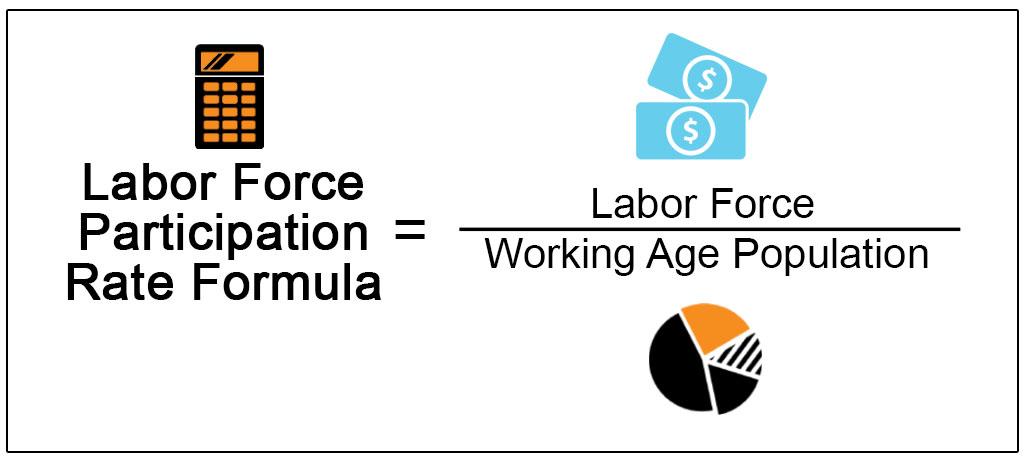 Labor Force
Participation
Rate Formula
=
Labor Force
Working Age Population
$
$